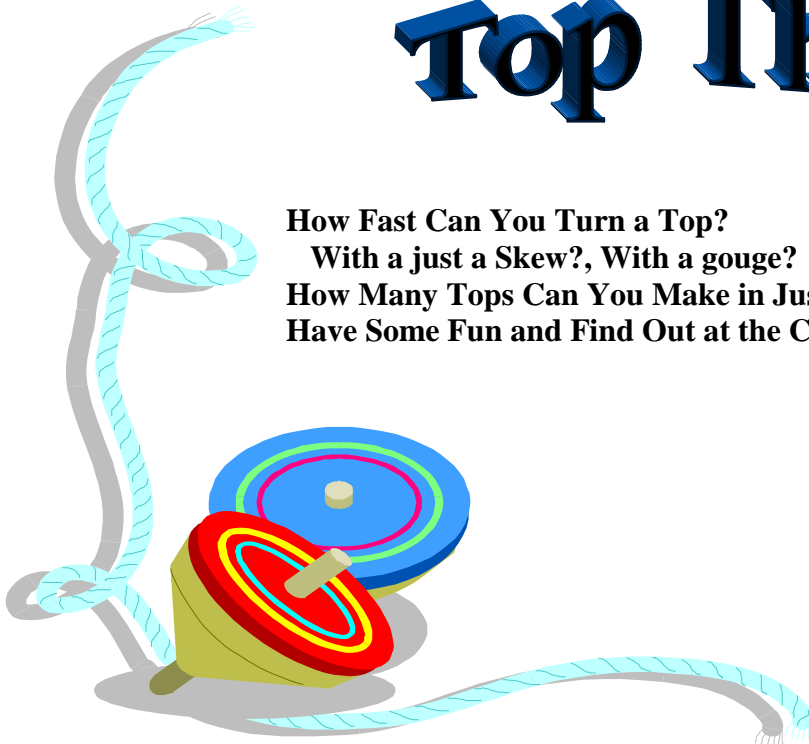 Top
How Fast Can You Turn a Top?
With a just a Skew?, With a gouge?
How Many Tops Can You Make in
Have Some Fun and Find Out at the